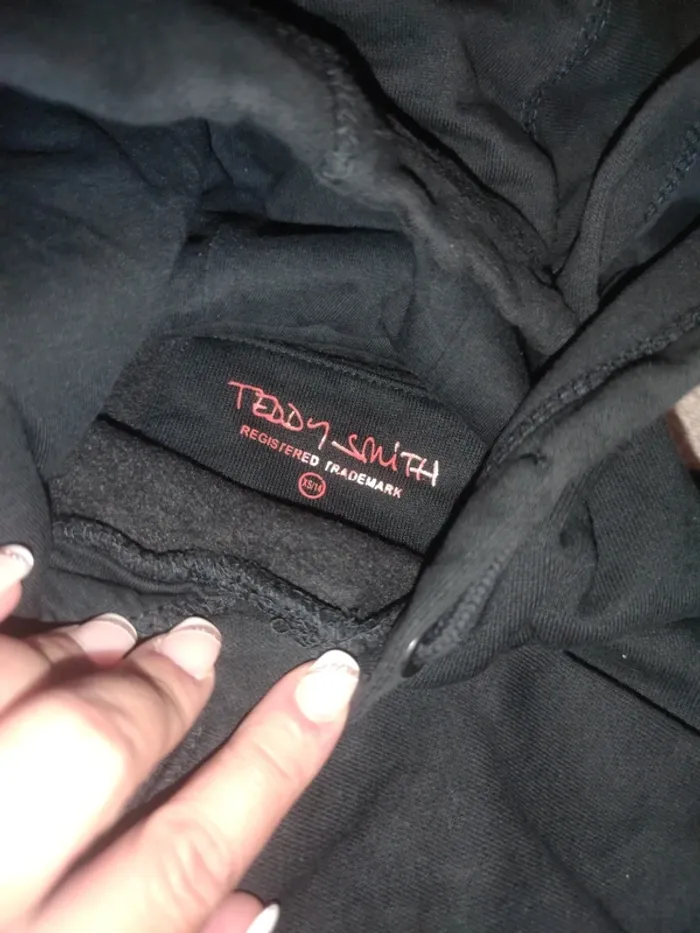 TEDDY SMITH
REGISTERED TRADEMARK
XS/14